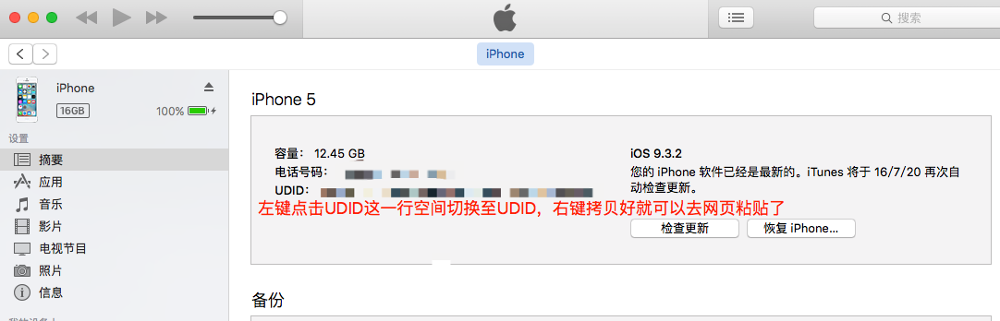 搜索
iPhone
iPhone
16GB
100%
设置
摘要
应用
音乐
影片
电视节目
照片
信息
iPhone 5
容量： 12.45 GB
电话号码：
UDID：
左键点击UDID这一行空间切换至UDID，右键拷贝好就可以去网页粘贴了
iOS 9.3.2
您的 iPhone 软件已经是最新的。iTunes 将于 16/7/20 再次自
动检查更新。
检查更新
恢复 iPhone...
备份